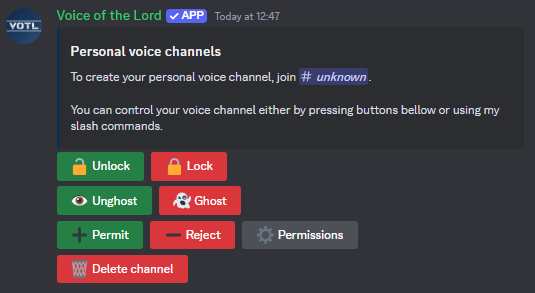 VOTL
Voice of the Lord ✓ APP Today at 12:47
Personal voice channels
To create your personal voice channel, join # unknown.
You can control your voice channel either by pressing buttons bellow or using my
slash commands.
Unlock Lock
Unghost Ghost
Permit Reject Permissions
Delete channel